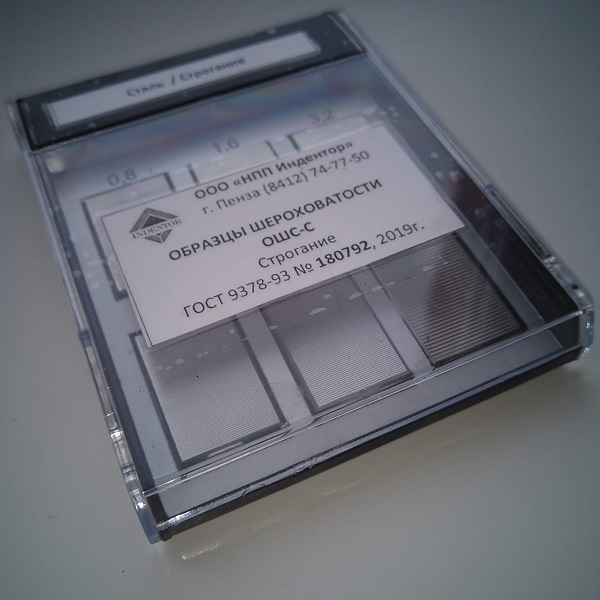 Сталь / Строгание
0,8 1,6 3,2
ООО «НПП Индентор»
г. Пенза (8412) 74-77-50
INDENTOR
ОБРАЗЦЫ ШЕРОХОВАТОСТИ
ОШС-С
Строгание
ГОСТ 9378-93 № 180792, 2019г.